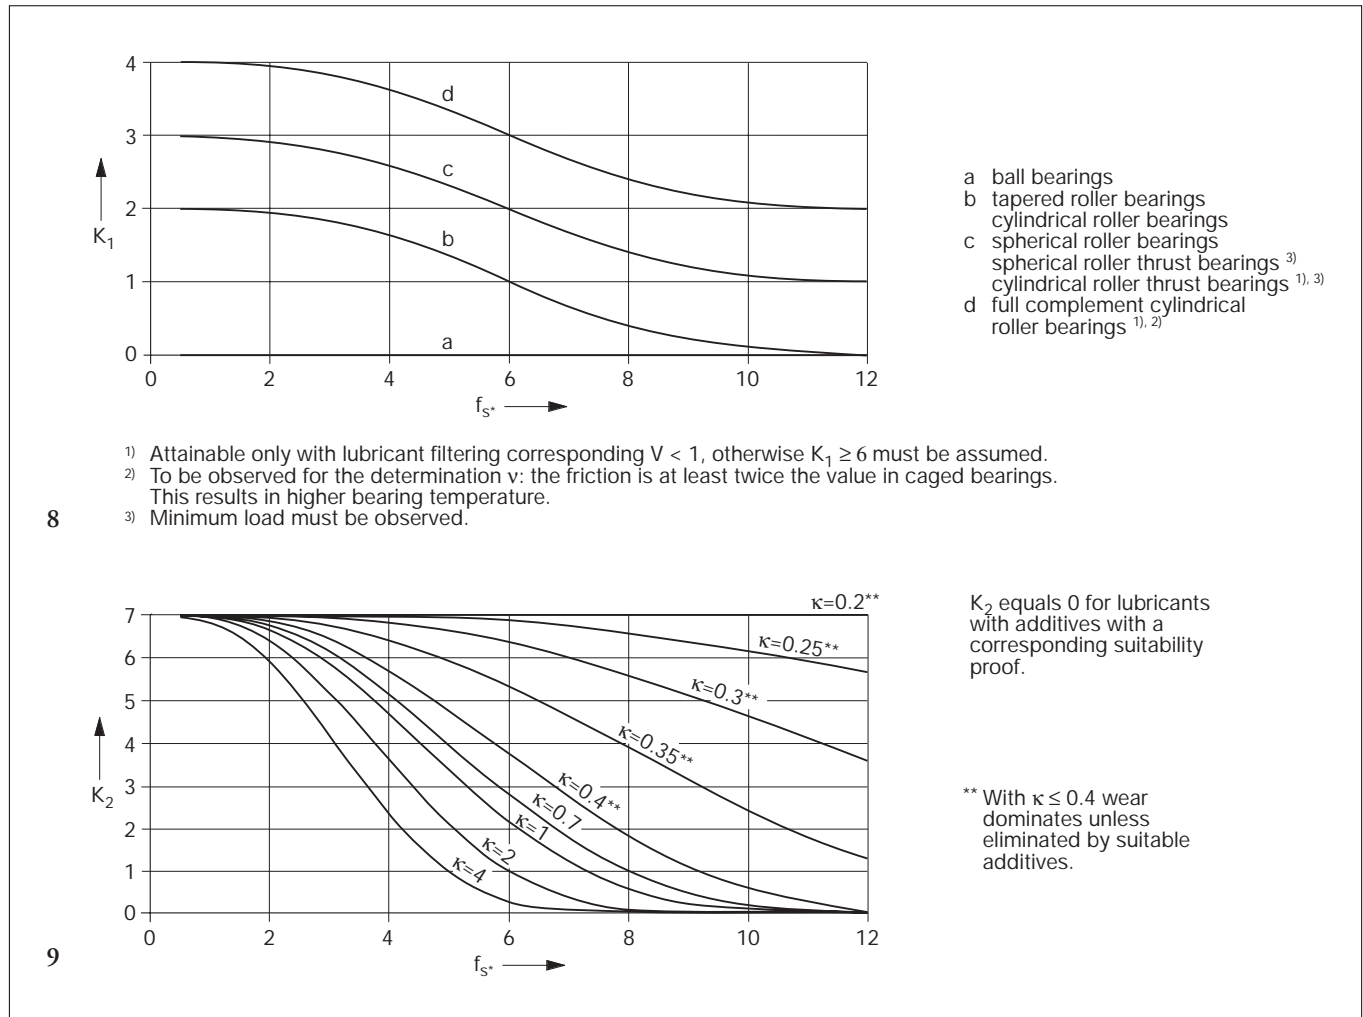 4
3
2
1
0
K1
d
c
b
a
0 2 4 6 8 10 12
fs*
a ball bearings
b tapered roller bearings
cylindrical roller bearings
c spherical roller bearings
spherical roller thrust bearings 3)
cylindrical roller thrust bearings 1), 3)
d full complement cylindrical
roller bearings 1), 2)
1) Attainable only with lubricant filtering corresponding V < 1, otherwise K1 ≥ 6 must be assumed.
2) To be observed for the determination ν: the friction is at least twice the value in caged bearings.
This results in higher bearing temperature.
3) Minimum load must be observed.
8
7
6
5
4
3
2
1
0
K2
κ=0.2**
κ=0.25**
κ=0.3**
κ=0.35**
κ=0.4**
κ=0.7
κ=1
κ=2
κ=4
0 2 4 6 8 10 12
fs*
K2 equals 0 for lubricants
with additives with a
corresponding suitability
proof.
** With κ ≤ 0.4 wear
dominates unless
eliminated by suitable
additives.
9